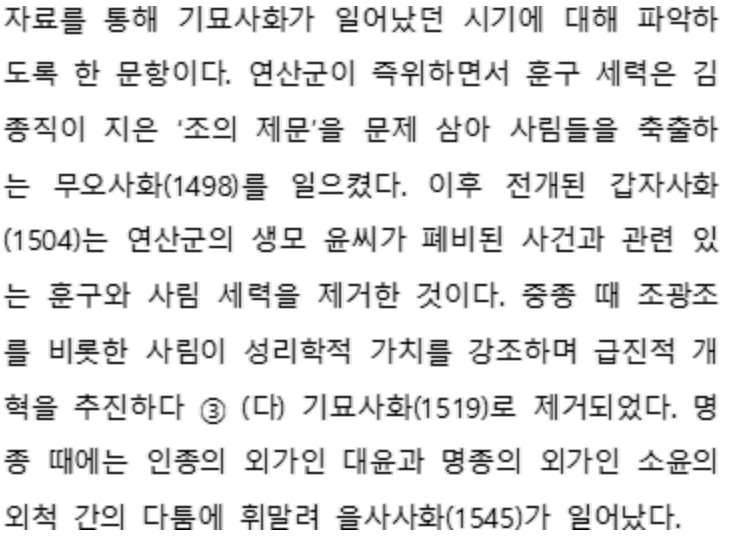 자료를 통해 기묘사화가 일어났던 시기에 대해 파악하
도록 한 문항이다. 연산군이 즉위하면서 훈구 세력은 김
종직이 지은 ‘조의 제문’을 문제 삼아 사림들을 축출하
는 무오사화(1498)를 일으켰다. 이후 전개된 갑자사화
(1504)는 연산군의 생모 윤씨가 폐비된 사건과 관련 있
는 훈구와 사림 세력을 제거한 것이다. 중종 때 조광조
를 비롯한 사림이 성리학적 가치를 강조하며 급진적 개
혁을 추진하다 ③ (다) 기묘사화(1519)로 제거되었다. 명
종 때에는 인종의 외가인 대윤과 명종의 외가인 소윤의
외척 간의 다툼에 휘말려 을사사화(1545)가 일어났다.